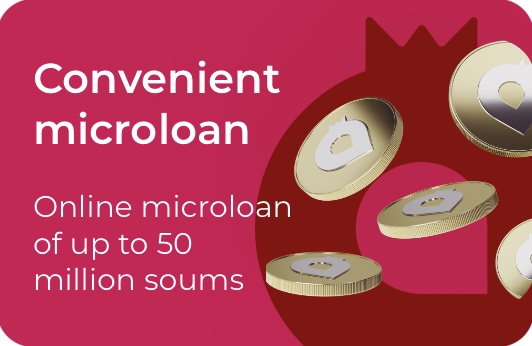 Convenient
microloan
Online microloan
of up to 50
million soums